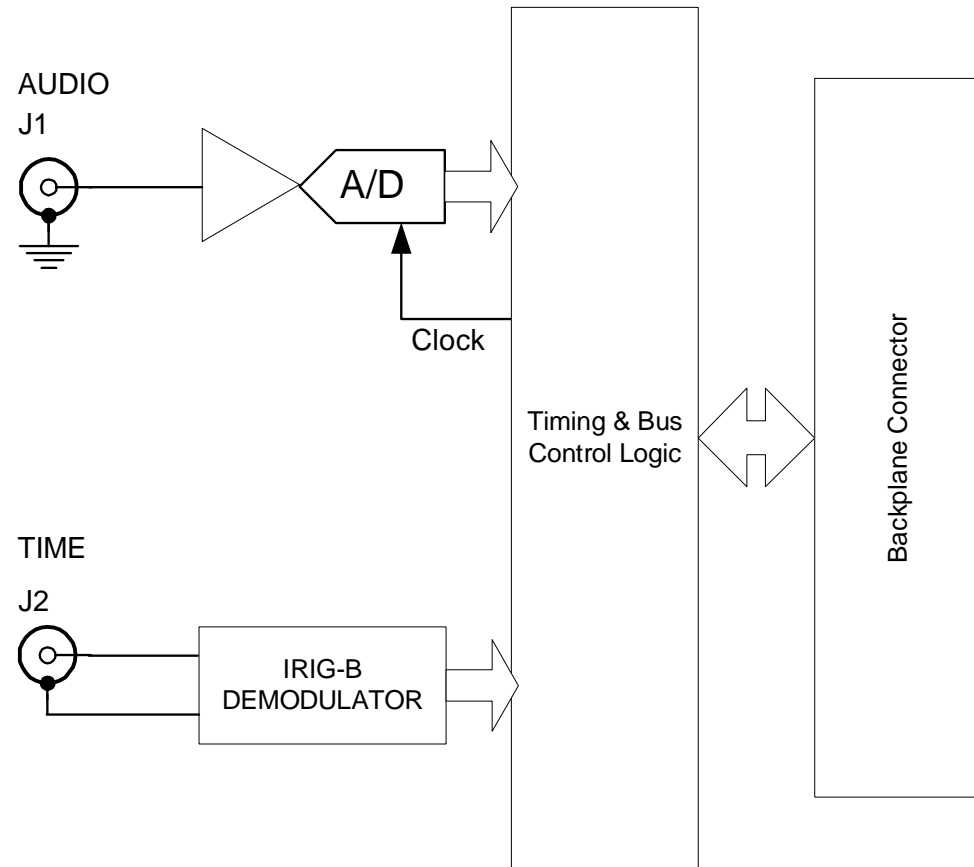 AUDIO
J1
A/D
Clock
Timing & Bus
Control Logic
Backplane Connector
TIME
J2
IRIG-B
DEMODULATOR